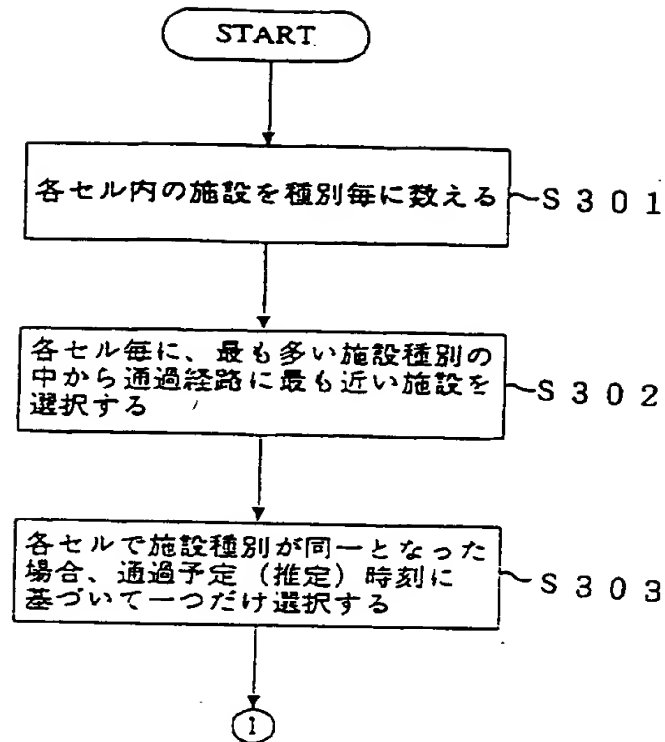 START
各セル内の施設を種別毎に数える
S301
各セル毎に、最も多い施設種別の
中から通過経路に最も近い施設を
選択する
S302
各セルで施設種別が同一となった
場合、通過予定(推定)時刻に
基づいて一つだけ選択する
S303
1